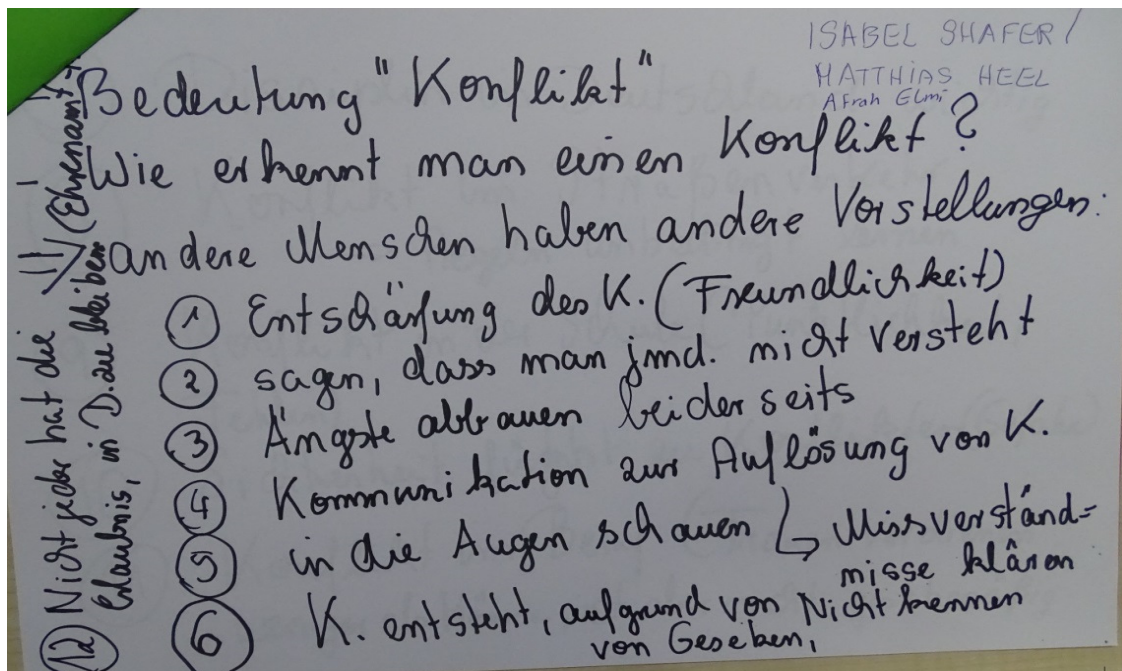 ISABEL SHAFER /
MATTHIAS HEEL
Afrah Elmi
Bedeutung "Konflikt"
Wie erkennt man einen Konflikt?
andere Menschen haben andere Vorstellungen:
① Entschärfung des K. (Freundlichkeit)
② sagen, dass man jmd. nicht versteht
③ Ängste abbauen beiderseits
④ Kommunikation zur Auflösung von K.
↳ Missverständ=
nisse klären
⑤ in die Augen schauen
⑥ K. entsteht, aufgrund von Nichtkennen
von Gesetzen,
⑫ Nicht jeder hat die
Erlaubnis, in D. zu bleiben
(Ehrenamt